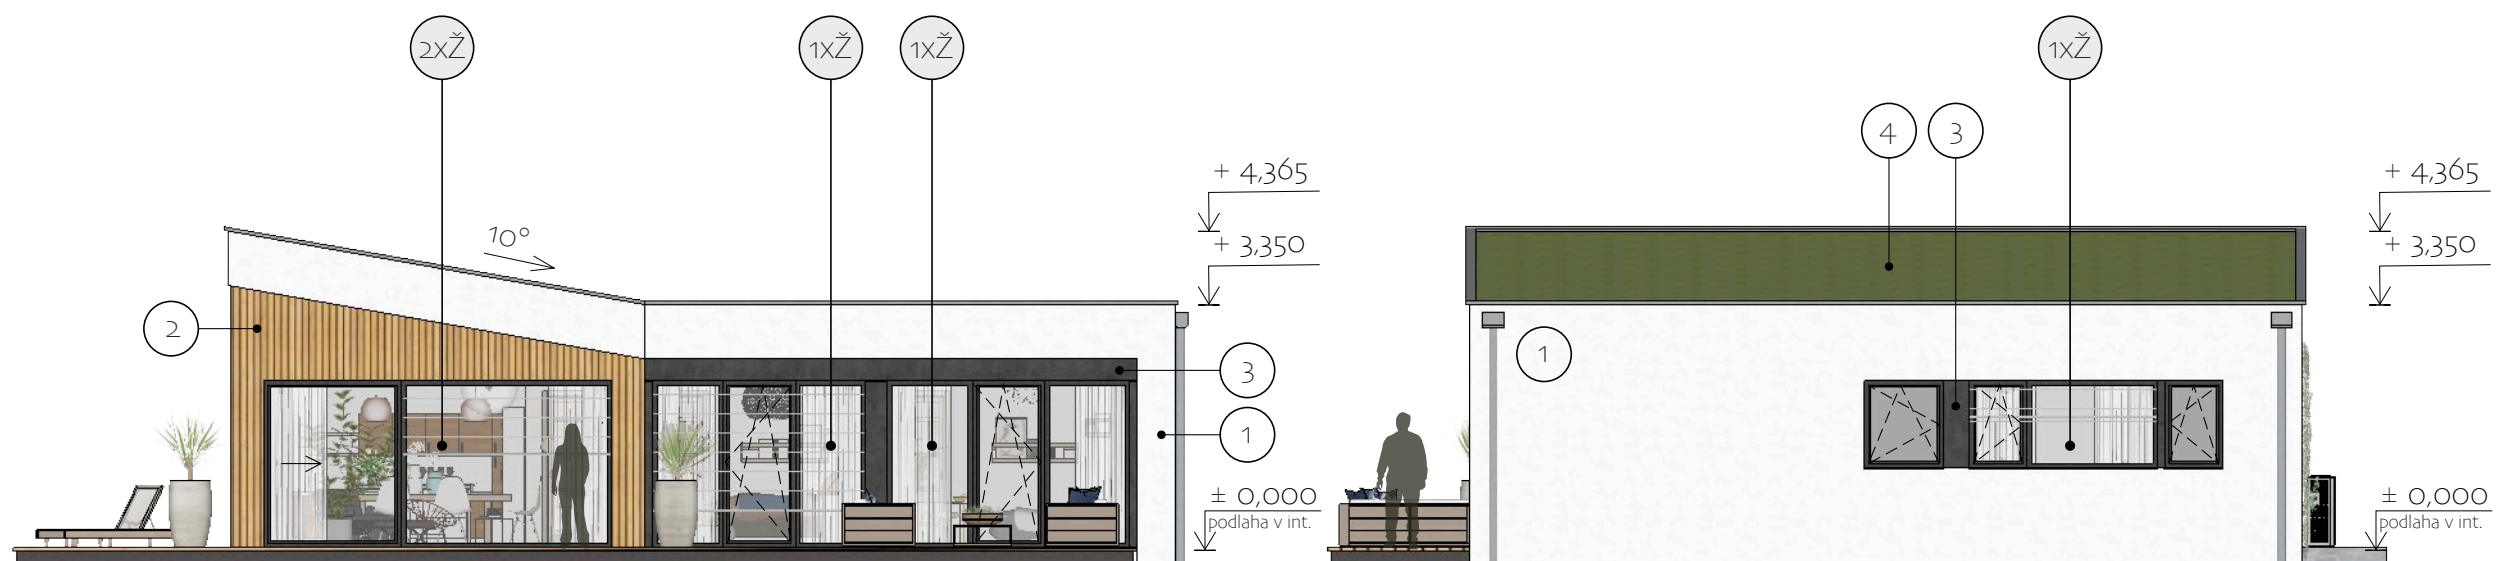 2xŽ
1xŽ
1xŽ
1xŽ
4
3
+ 4,365
+ 4,365
10°
+ 3,350
+ 3,350
2
1
3
1
± 0,000
podlaha v int.
± 0,000
podlaha v int.